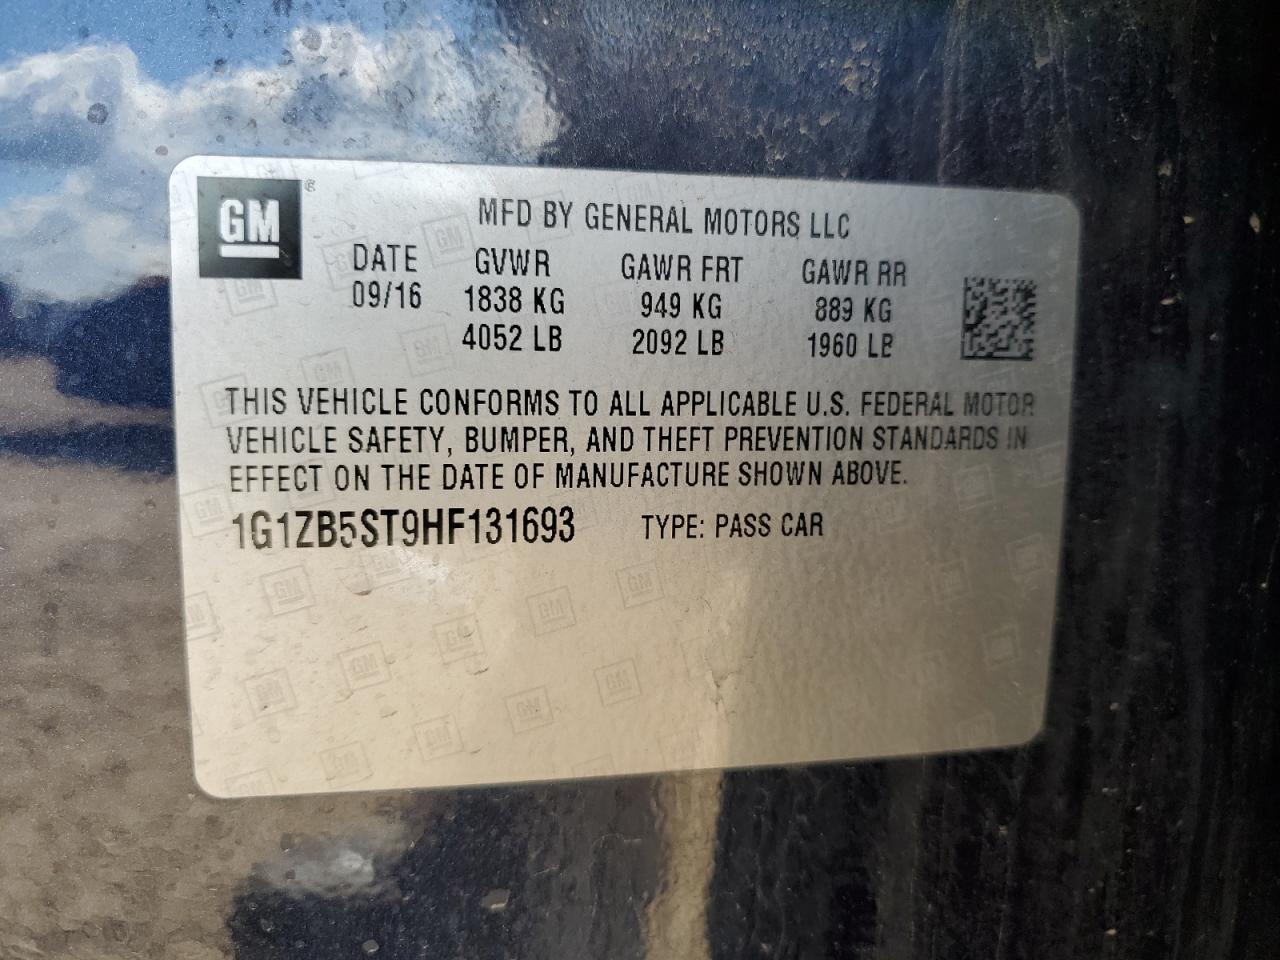 GM ®
MFD BY GENERAL MOTORS LLC
DATE GVWR GAWR FRT GAWR RR
09/16 1838 KG 949 KG 889 KG
4052 LB 2092 LB 1960 LB
THIS VEHICLE CONFORMS TO ALL APPLICABLE U.S. FEDERAL MOTOR
VEHICLE SAFETY, BUMPER, AND THEFT PREVENTION STANDARDS IN
EFFECT ON THE DATE OF MANUFACTURE SHOWN ABOVE.
1G1ZB5ST9HF131693 TYPE: PASS CAR